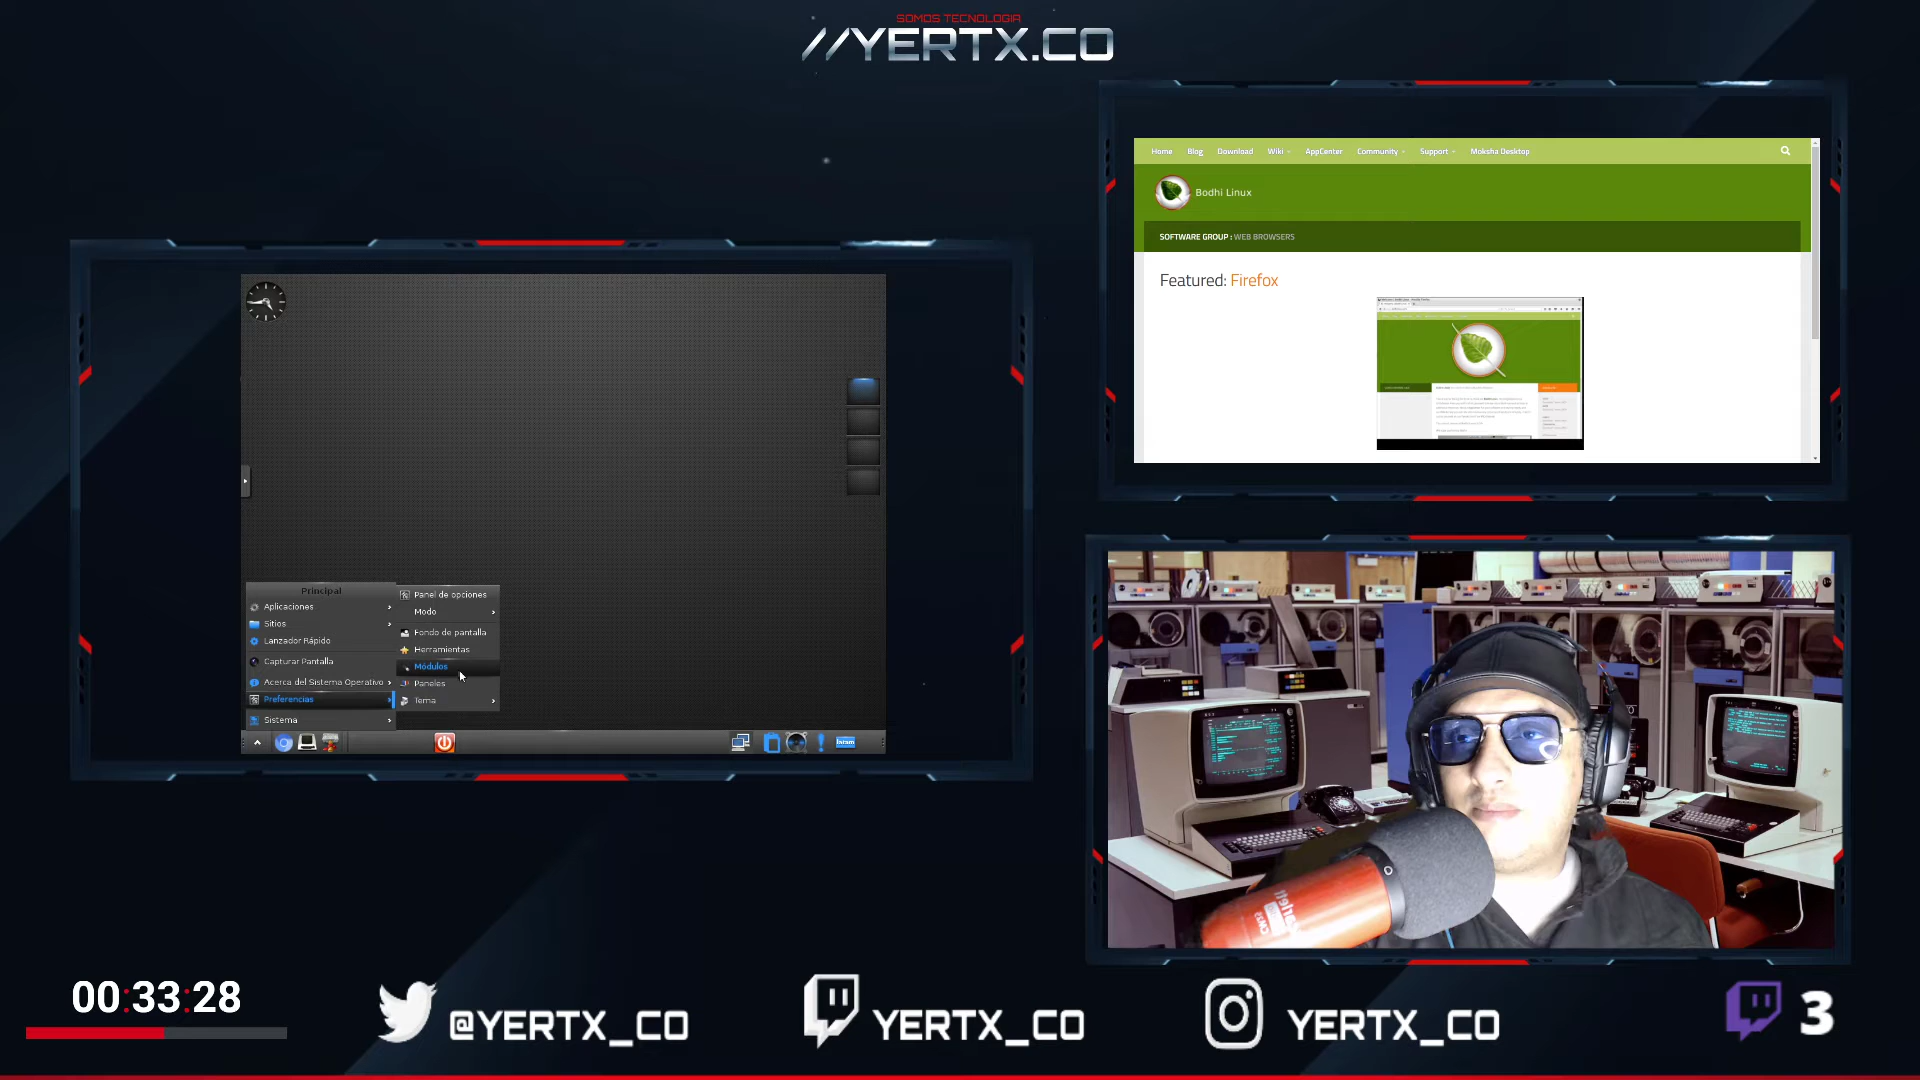 SOMOS TECNOLOGIA
//YERTX.CO
Home Blog Download Wiki AppCenter Community Support Moksha Desktop
Bodhi Linux
SOFTWARE GROUP : WEB BROWSERS
Featured: Firefox
Principal
Aplicaciones
Sitios
Lanzador Rápido
Capturar Pantalla
Acerca del Sistema Operativo
Preferencias
Sistema
Panel de opciones
Modo
Fondo de pantalla
Herramientas
Módulos
Paneles
Tema
00:33:28
@YERTX_CO
YERTX_CO
YERTX_CO
3